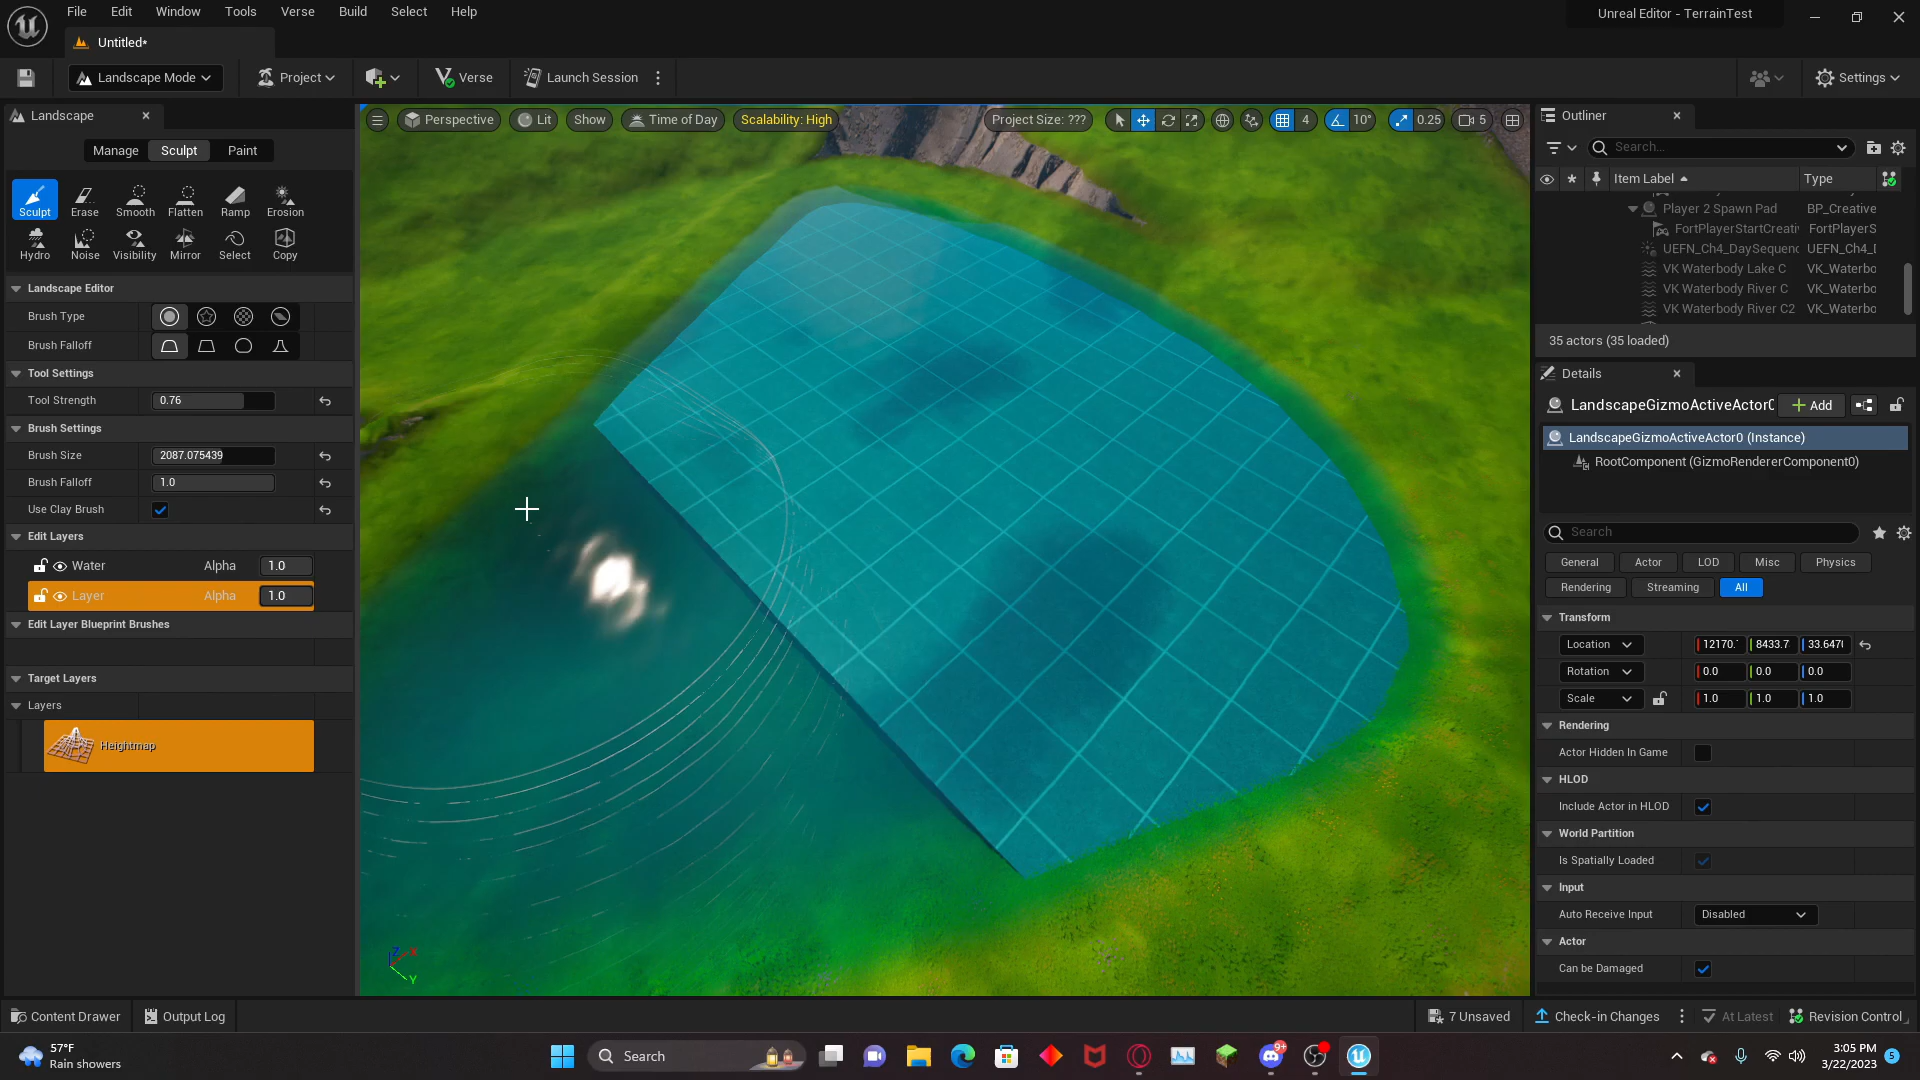 File Edit Window Tools Verse Build Select Help
Unreal Editor - TerrainTest
Untitled*
Landscape Mode Project Verse Launch Session Settings
Landscape
Manage Sculpt Paint
Sculpt Erase Smooth Flatten Ramp Erosion
Hydro Noise Visibility Mirror Select Copy
Landscape Editor
Brush Type
Brush Falloff
Tool Settings
Tool Strength 0.76
Brush Settings
Brush Size 2087.075439
Brush Falloff 1.0
Use Clay Brush
Edit Layers
Water Alpha 1.0
Layer Alpha 1.0
Edit Layer Blueprint Brushes
Target Layers
Layers
Heightmap
Perspective Lit Show Time of Day Scalability: High Project Size: ??? 4 10° 0.25 5
Z X
Y
Outliner
Search...
Item Label Type
Player 2 Spawn Pad BP_Creative
FortPlayerStartCreati FortPlayerS
UEFN_Ch4_DaySequenc UEFN_Ch4_D
VK Waterbody Lake C VK_Waterbo
VK Waterbody River C VK_Waterbo
VK Waterbody River C2 VK_Waterbo
35 actors (35 loaded)
Details
LandscapeGizmoActiveActor0 Add
LandscapeGizmoActiveActor0 (Instance)
RootComponent (GizmoRendererComponent0)
Search
General Actor LOD Misc Physics
Rendering Streaming All
Transform
Location 12170. 8433.7 33.647
Rotation 0.0 0.0 0.0
Scale 1.0 1.0 1.0
Rendering
Actor Hidden In Game
HLOD
Include Actor in HLOD
World Partition
Is Spatially Loaded
Input
Auto Receive Input Disabled
Actor
Can be Damaged
Content Drawer Output Log 7 Unsaved Check-in Changes At Latest Revision Control
57°F
Rain showers
Search
9+
3:05 PM
3/22/2023
5